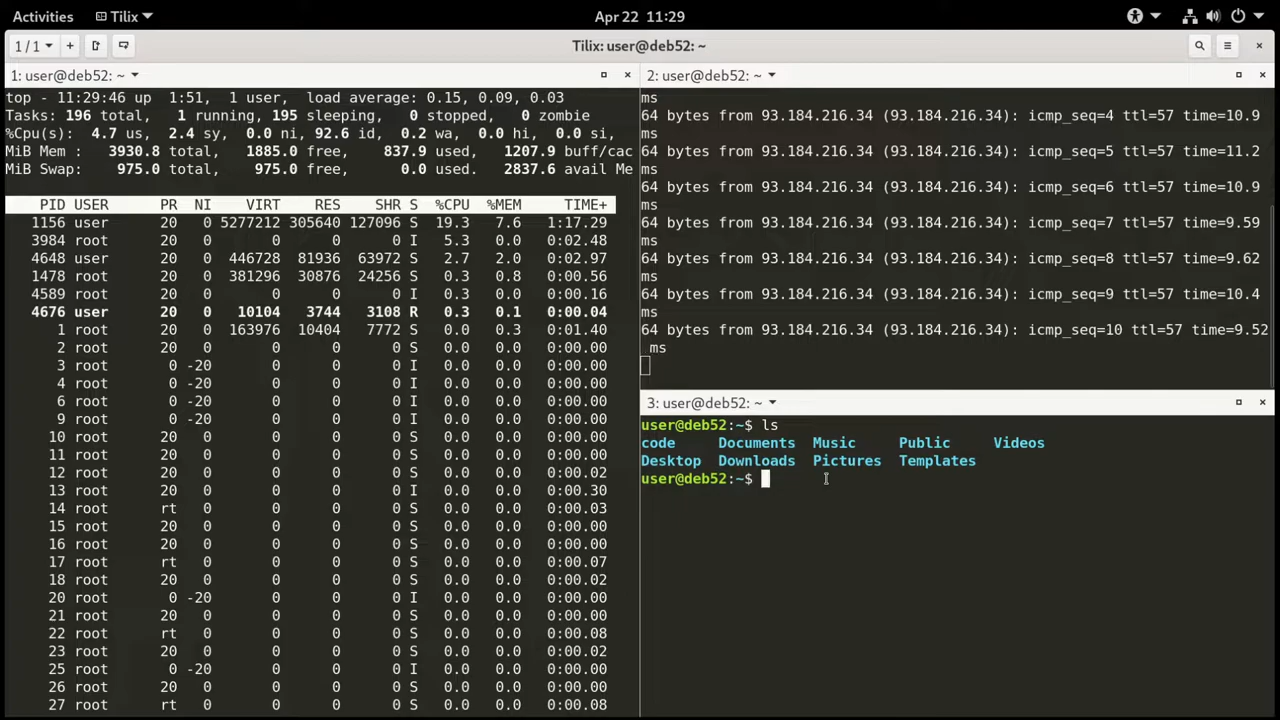 Activities Tilix Apr 22 11:29
1 / 1 + Tilix: user@deb52: ~
1: user@deb52: ~
top - 11:29:46 up  1:51,  1 user,  load average: 0.15, 0.09, 0.03
Tasks: 196 total,   1 running, 195 sleeping,   0 stopped,   0 zombie
%Cpu(s):  4.7 us,  2.4 sy,  0.0 ni, 92.6 id,  0.2 wa,  0.0 hi,  0.0 si,
MiB Mem :   3930.8 total,   1885.0 free,    837.9 used,   1207.9 buff/cac
MiB Swap:    975.0 total,    975.0 free,      0.0 used.   2837.6 avail Me
PID USER PR NI VIRT RES SHR S %CPU %MEM TIME+
1156 user 20 0 5277212 305640 127096 S 19.3 7.6 1:17.29
3984 root 20 0 0 0 0 I 5.3 0.0 0:02.48
4648 user 20 0 446728 81936 63972 S 2.7 2.0 0:02.97
1478 root 20 0 381296 30876 24256 S 0.3 0.8 0:00.56
4589 root 20 0 0 0 0 I 0.3 0.0 0:00.16
4676 user 20 0 10104 3744 3108 R 0.3 0.1 0:00.04
1 root 20 0 163976 10404 7772 S 0.0 0.3 0:01.40
2 root 20 0 0 0 0 S 0.0 0.0 0:00.00
3 root 0 -20 0 0 0 I 0.0 0.0 0:00.00
4 root 0 -20 0 0 0 I 0.0 0.0 0:00.00
6 root 0 -20 0 0 0 I 0.0 0.0 0:00.00
9 root 0 -20 0 0 0 I 0.0 0.0 0:00.00
10 root 20 0 0 0 0 S 0.0 0.0 0:00.00
11 root 20 0 0 0 0 S 0.0 0.0 0:00.00
12 root 20 0 0 0 0 S 0.0 0.0 0:00.02
13 root 20 0 0 0 0 I 0.0 0.0 0:00.30
14 root rt 0 0 0 0 S 0.0 0.0 0:00.03
15 root 20 0 0 0 0 S 0.0 0.0 0:00.00
16 root 20 0 0 0 0 S 0.0 0.0 0:00.00
17 root rt 0 0 0 0 S 0.0 0.0 0:00.07
18 root 20 0 0 0 0 S 0.0 0.0 0:00.02
20 root 0 -20 0 0 0 I 0.0 0.0 0:00.00
21 root 20 0 0 0 0 S 0.0 0.0 0:00.00
22 root rt 0 0 0 0 S 0.0 0.0 0:00.08
23 root 20 0 0 0 0 S 0.0 0.0 0:00.02
25 root 0 -20 0 0 0 I 0.0 0.0 0:00.00
26 root 20 0 0 0 0 S 0.0 0.0 0:00.00
27 root rt 0 0 0 0 S 0.0 0.0 0:00.08
2: user@deb52: ~
ms
64 bytes from 93.184.216.34 (93.184.216.34): icmp_seq=4 ttl=57 time=10.9
ms
64 bytes from 93.184.216.34 (93.184.216.34): icmp_seq=5 ttl=57 time=11.2
ms
64 bytes from 93.184.216.34 (93.184.216.34): icmp_seq=6 ttl=57 time=10.9
ms
64 bytes from 93.184.216.34 (93.184.216.34): icmp_seq=7 ttl=57 time=9.59
ms
64 bytes from 93.184.216.34 (93.184.216.34): icmp_seq=8 ttl=57 time=9.62
ms
64 bytes from 93.184.216.34 (93.184.216.34): icmp_seq=9 ttl=57 time=10.4
ms
64 bytes from 93.184.216.34 (93.184.216.34): icmp_seq=10 ttl=57 time=9.52
ms
3: user@deb52: ~
user@deb52:~$ ls
code Documents Music Public Videos
Desktop Downloads Pictures Templates
user@deb52:~$